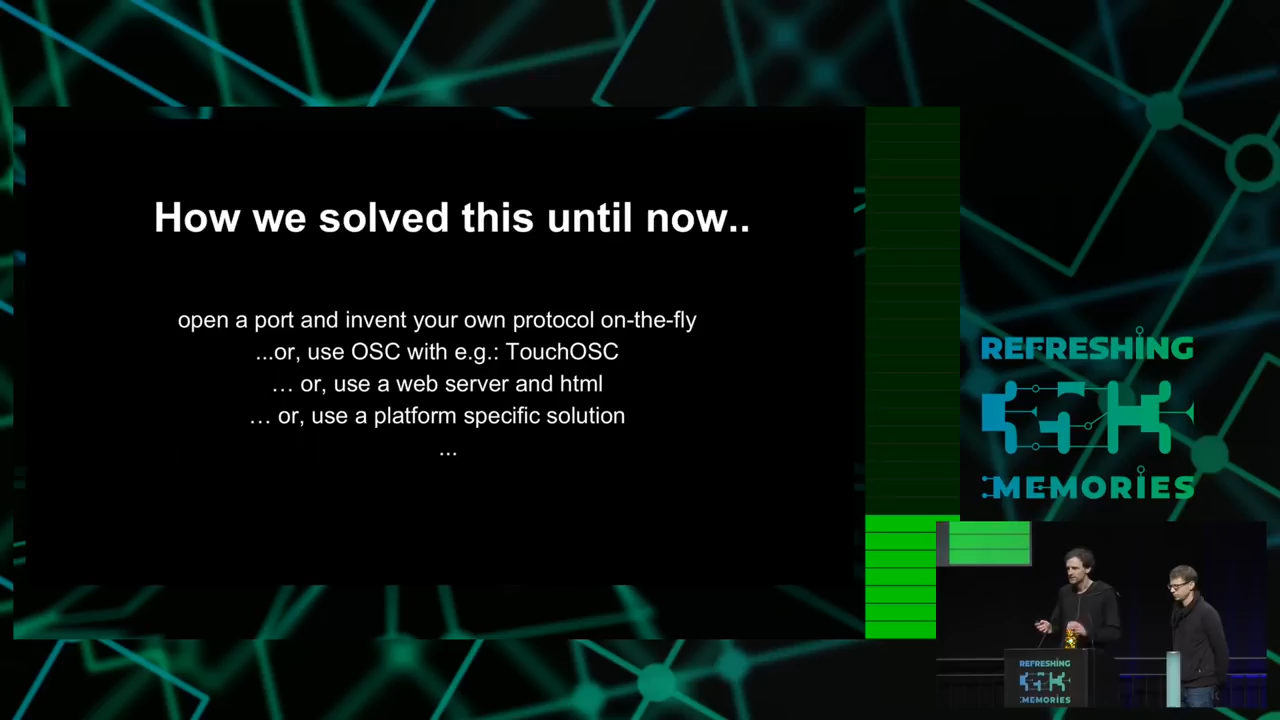 How we solved this until now..
open a port and invent your own protocol on-the-fly
...or, use OSC with e.g.: TouchOSC
… or, use a web server and html
… or, use a platform specific solution
...
REFRESHING
35K
MEMORIES
REFRESHING
MEMORIES